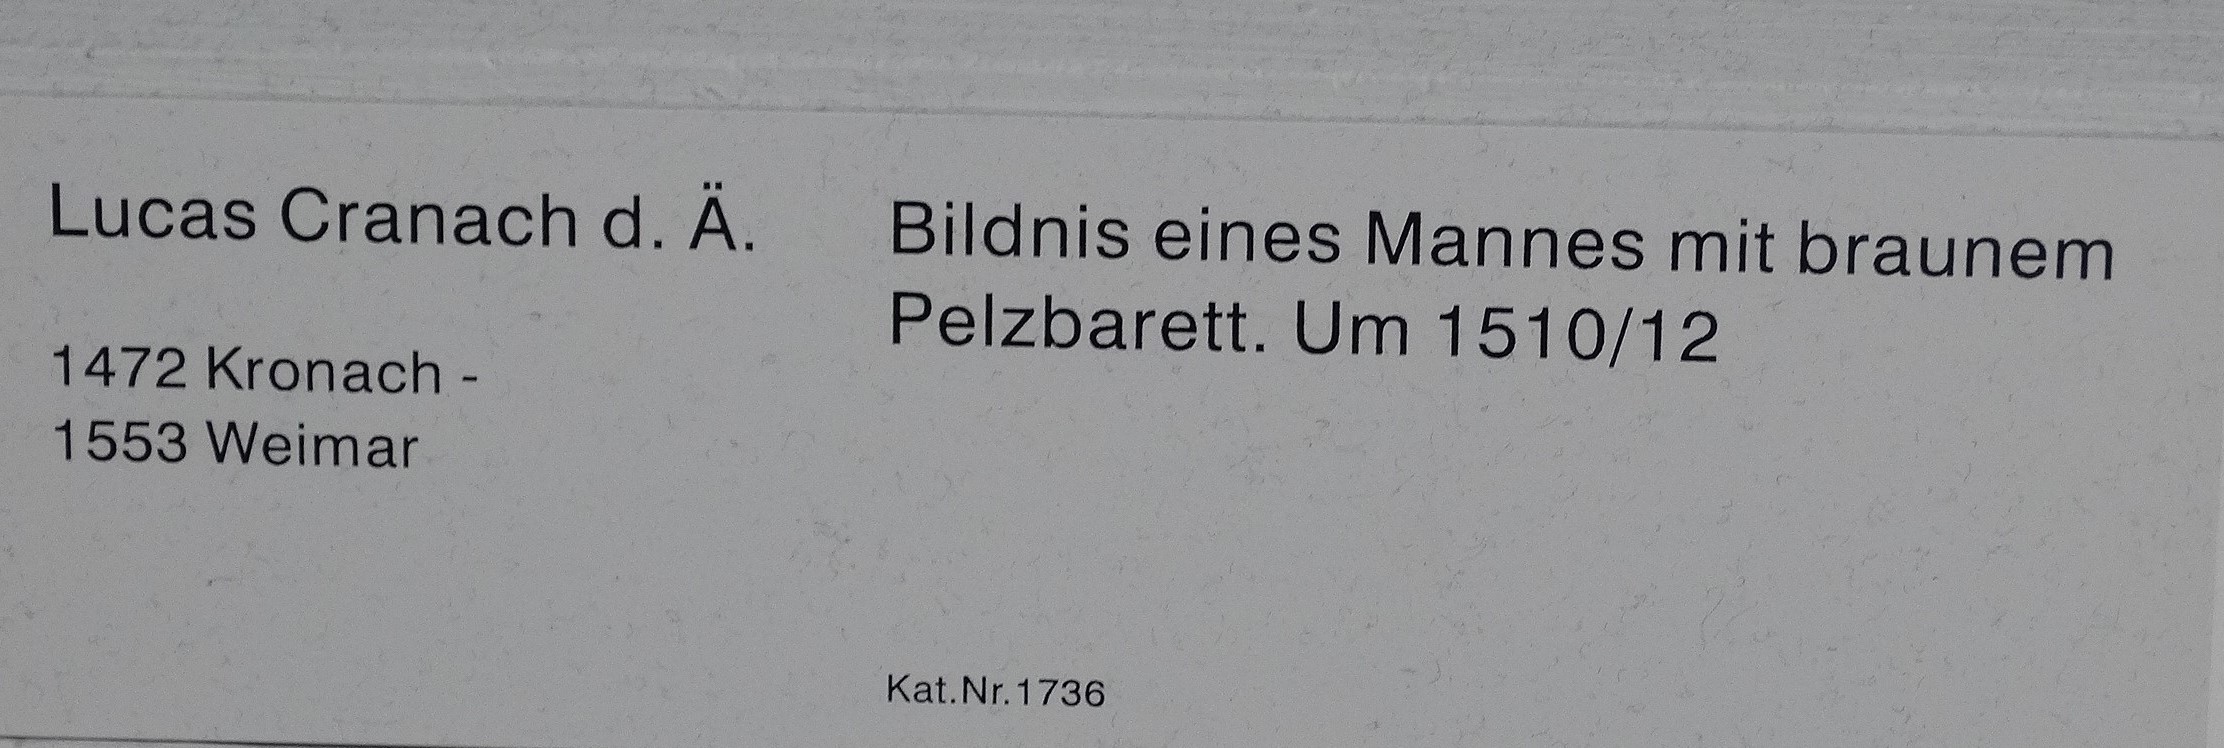 Lucas Cranach d. Ä.
1472 Kronach -
1553 Weimar
Bildnis eines Mannes mit braunem
Pelzbarett. Um 1510/12
Kat.Nr.1736